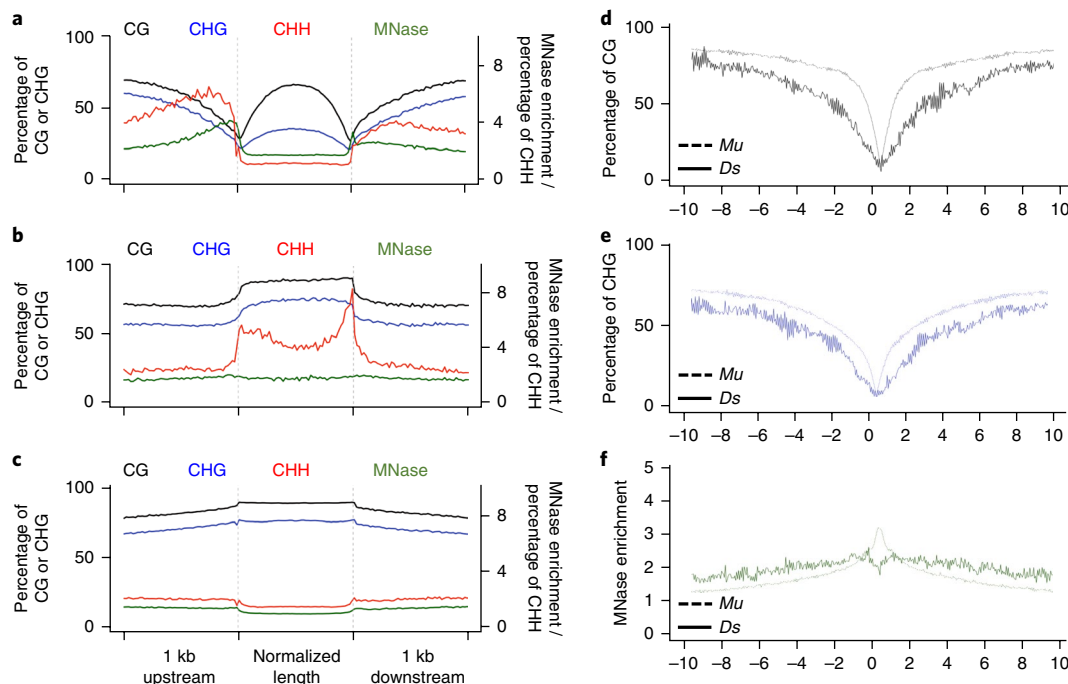 a
CG CHG CHH MNase
100
50
0
8
4
0
Percentage of
CG or CHG
MNase enrichment /
percentage of CHH
b
CG CHG CHH MNase
100
50
0
8
4
0
Percentage of
CG or CHG
MNase enrichment /
percentage of CHH
c
CG CHG CHH MNase
100
50
0
8
4
0
Percentage of
CG or CHG
MNase enrichment /
percentage of CHH
1 kb
upstream
Normalized
length
1 kb
downstream
d
Percentage of CG
100
50
0
Mu
Ds
–10 –8 –6 –4 –2 0 2 4 6 8 10
e
Percentage of CHG
100
50
0
Mu
Ds
–10 –8 –6 –4 –2 0 2 4 6 8 10
f
MNase enrichment
5
4
3
2
1
0
Mu
Ds
–10 –8 –6 –4 –2 0 2 4 6 8 10